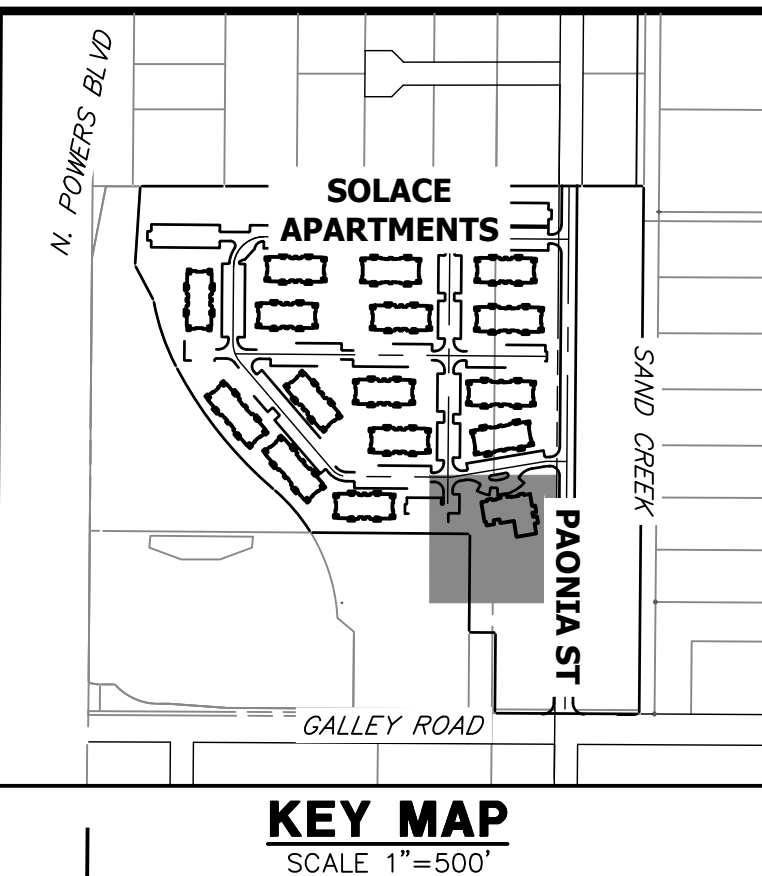 N. POWERS BLVD
SOLACE
APARTMENTS
SAND CREEK
PAONIA ST
GALLEY ROAD
KEY MAP
SCALE 1"=500'